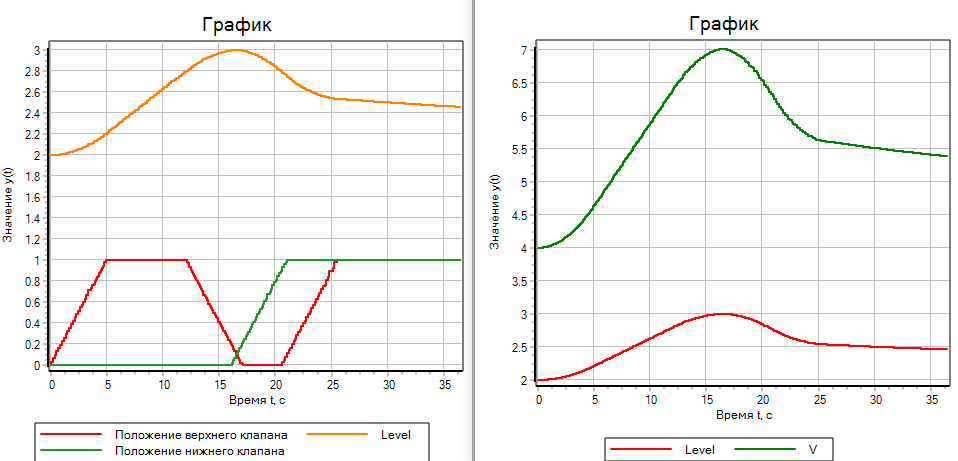 График
3
2.8
2.6
2.4
2.2
2
1.8
1.6
1.4
1.2
1
0.8
0.6
0.4
0.2
0
Значение y(t)
0 5 10 15 20 25 30 35
Время t, с
Положение верхнего клапана Level
Положение нижнего клапана
График
7
6.5
6
5.5
5
4.5
4
3.5
3
2.5
2
Значение y(t)
0 5 10 15 20 25 30 35
Время t, с
Level V